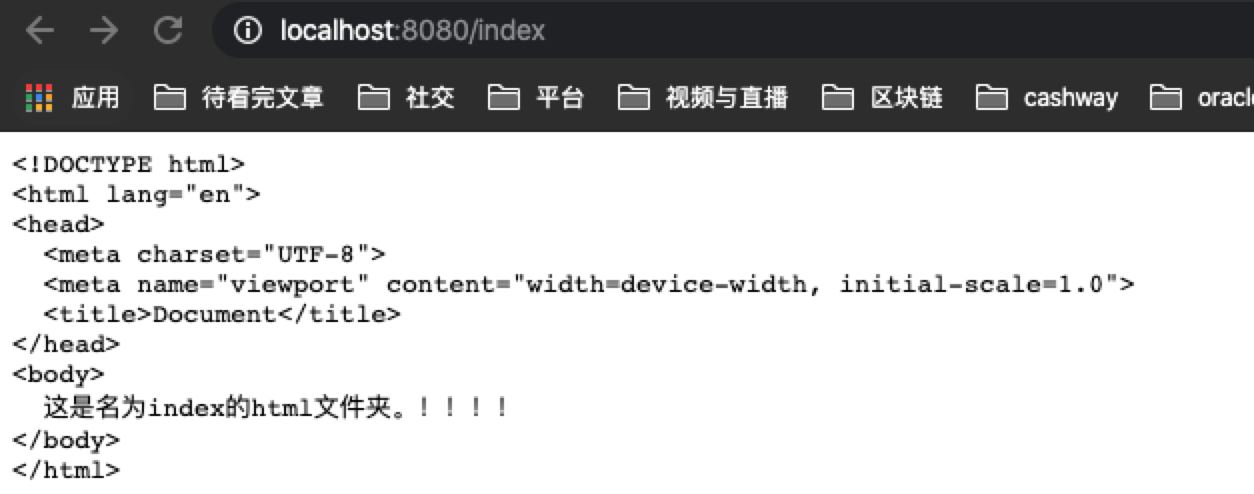 localhost:8080/index
应用 待看完文章 社交 平台 视频与直播 区块链 cashway
<!DOCTYPE html>
<html lang="en">
<head>
  <meta charset="UTF-8">
  <meta name="viewport" content="width=device-width, initial-scale=1.0">
  <title>Document</title>
</head>
<body>
  这是名为index的html文件夹。！！！！
</body>
</html>